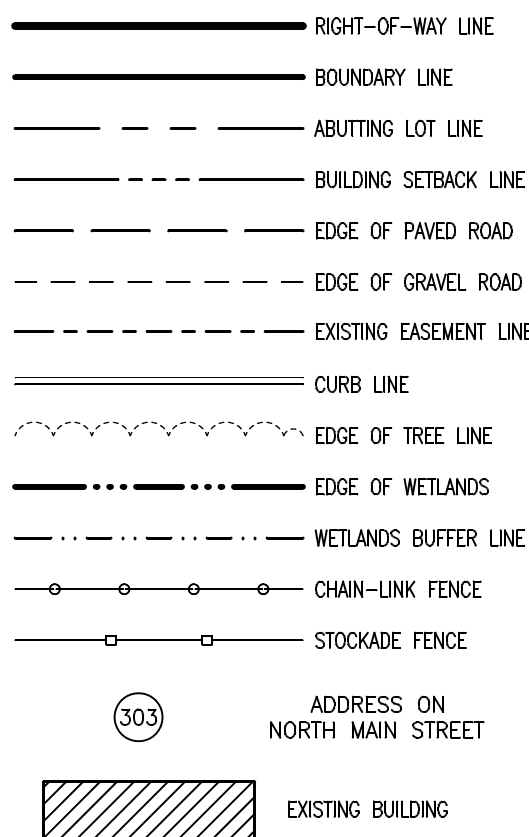 RIGHT-OF-WAY LINE
BOUNDARY LINE
ABUTTING LOT LINE
BUILDING SETBACK LINE
EDGE OF PAVED ROAD
EDGE OF GRAVEL ROAD
EXISTING EASEMENT LINE
CURB LINE
EDGE OF TREE LINE
EDGE OF WETLANDS
WETLANDS BUFFER LINE
CHAIN-LINK FENCE
STOCKADE FENCE
303
ADDRESS ON
NORTH MAIN STREET
EXISTING BUILDING